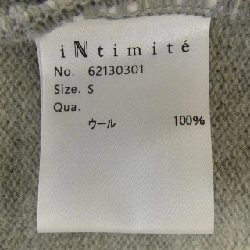 iNtimité
No. 62130301
Size. S
Qua.
ウール 100%